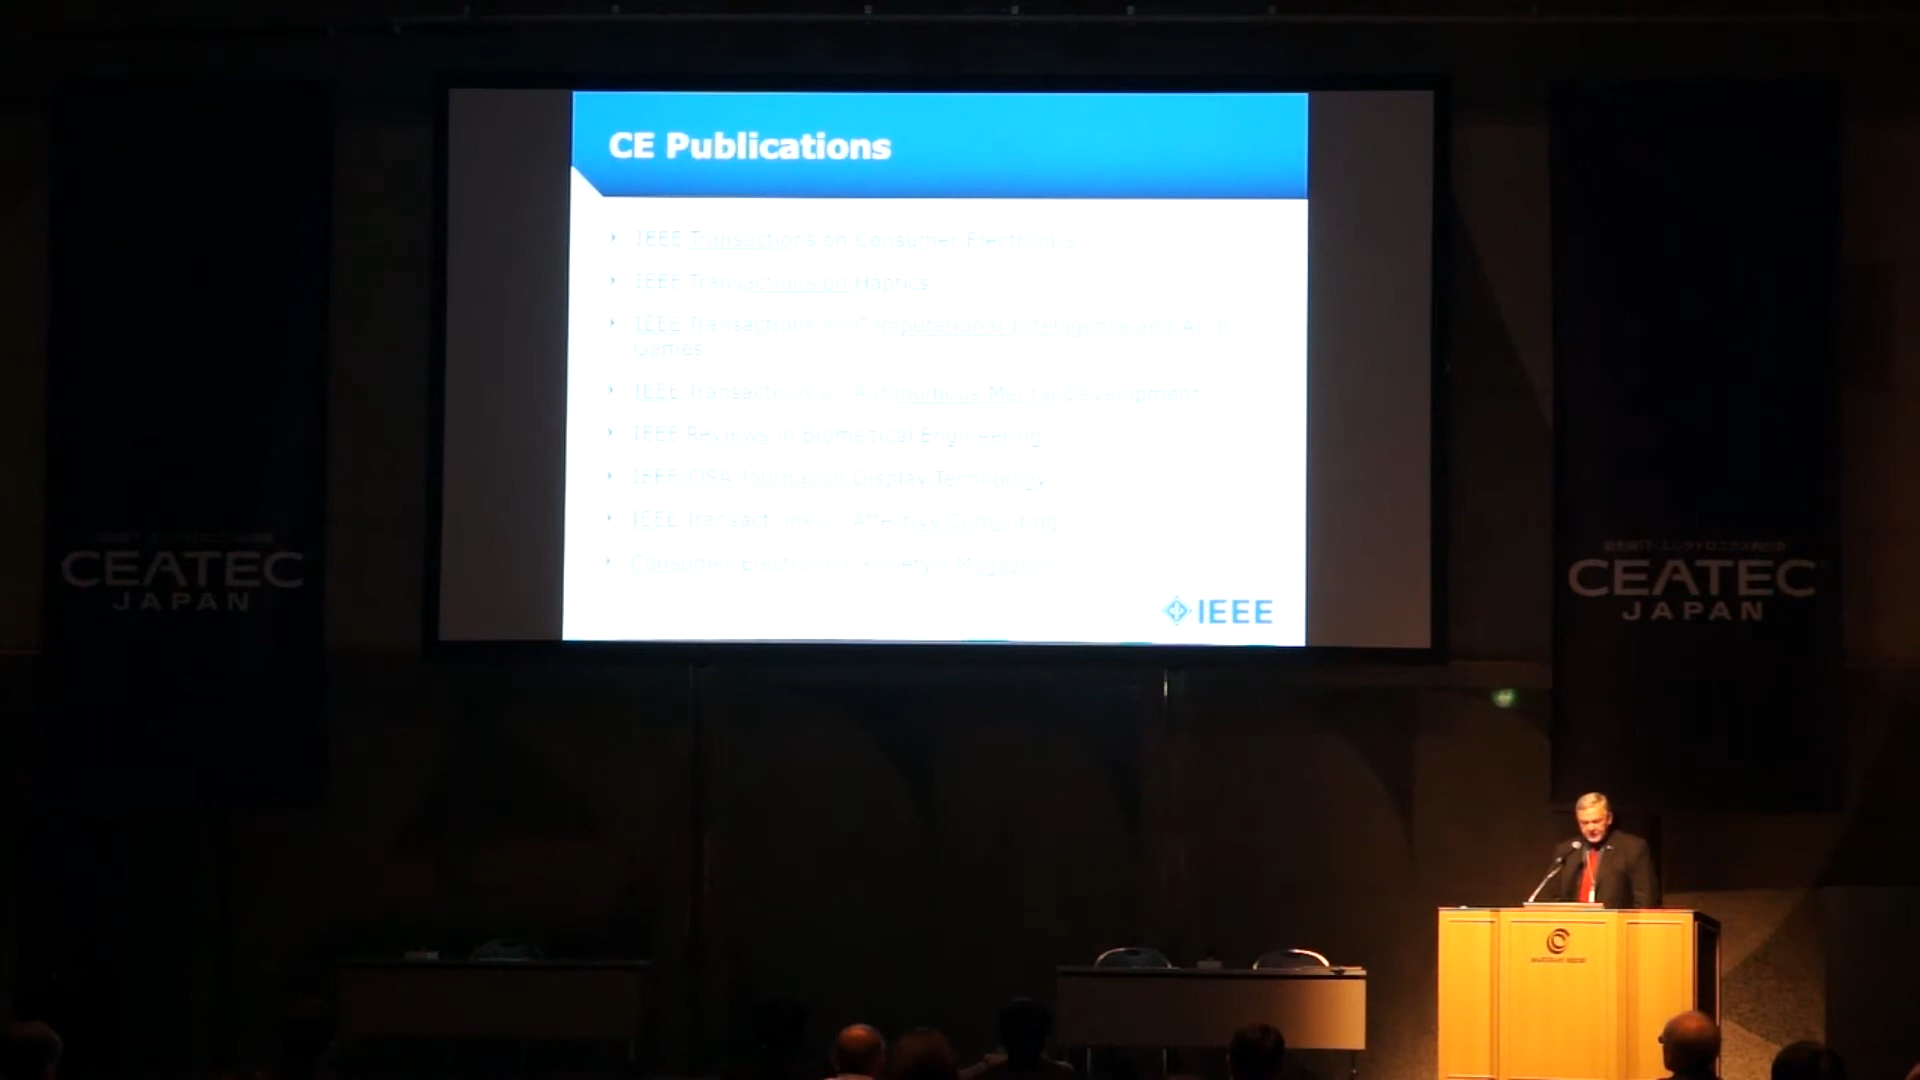 CE Publications
IEEE Transactions on Consumer Electronics
IEEE Transactions on Haptics
IEEE Transactions on Computational Intelligence and AI in
Games
IEEE Transactions on Autonomous Mental Development
IEEE Reviews in Biomedical Engineering
IEEE/OSA Journal on Display Technology
IEEE Transactions on Affective Computing
Consumer Electronics Society's Magazine
IEEE
CEATEC
JAPAN
CEATEC
JAPAN